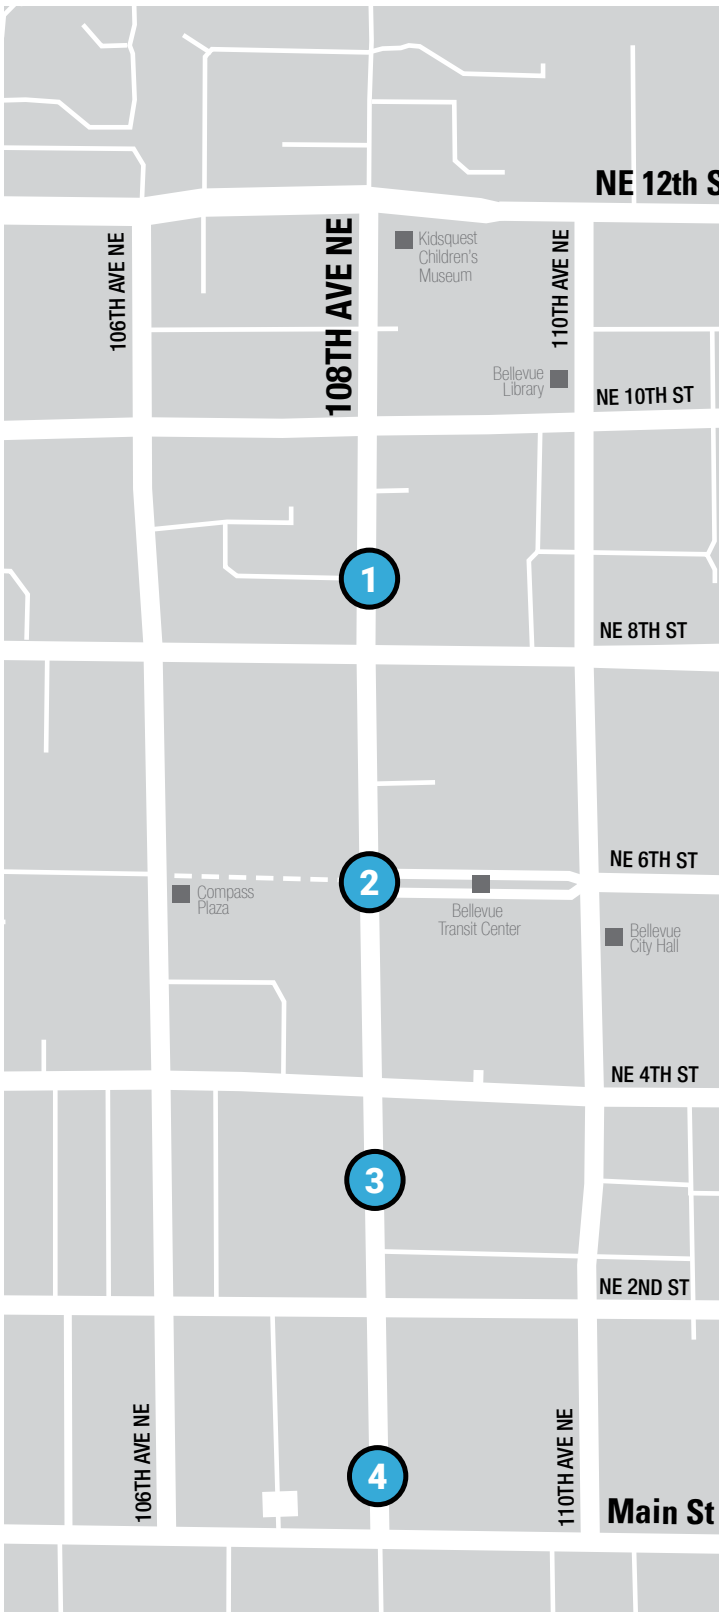 NE 12th S
106TH AVE NE
108TH AVE NE
Kidsquest
Children's
Museum
110TH AVE NE
Bellevue
Library
NE 10TH ST
1
NE 8TH ST
NE 6TH ST
2
Compass
Plaza
Bellevue
Transit Center
Bellevue
City Hall
NE 4TH ST
3
NE 2ND ST
106TH AVE NE
110TH AVE NE
4
Main St